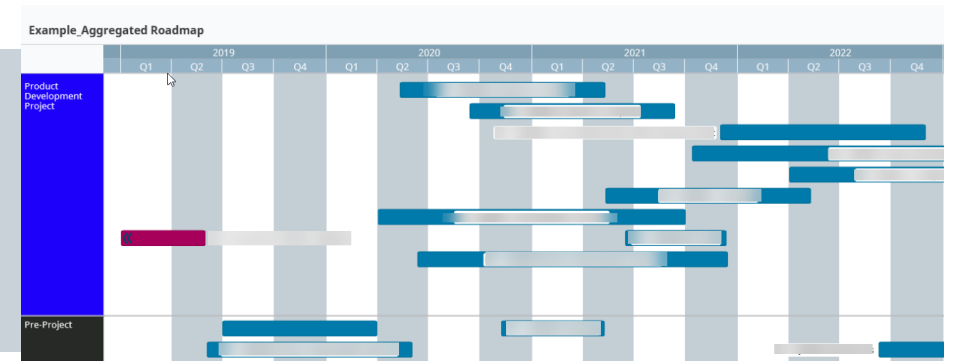 Example_Aggregated Roadmap
2019 2020 2021 2022
Q1 Q2 Q3 Q4 Q1 Q2 Q3 Q4 Q1 Q2 Q3 Q4 Q1 Q2 Q3 Q4
Product
Development
Project
Pre-Project